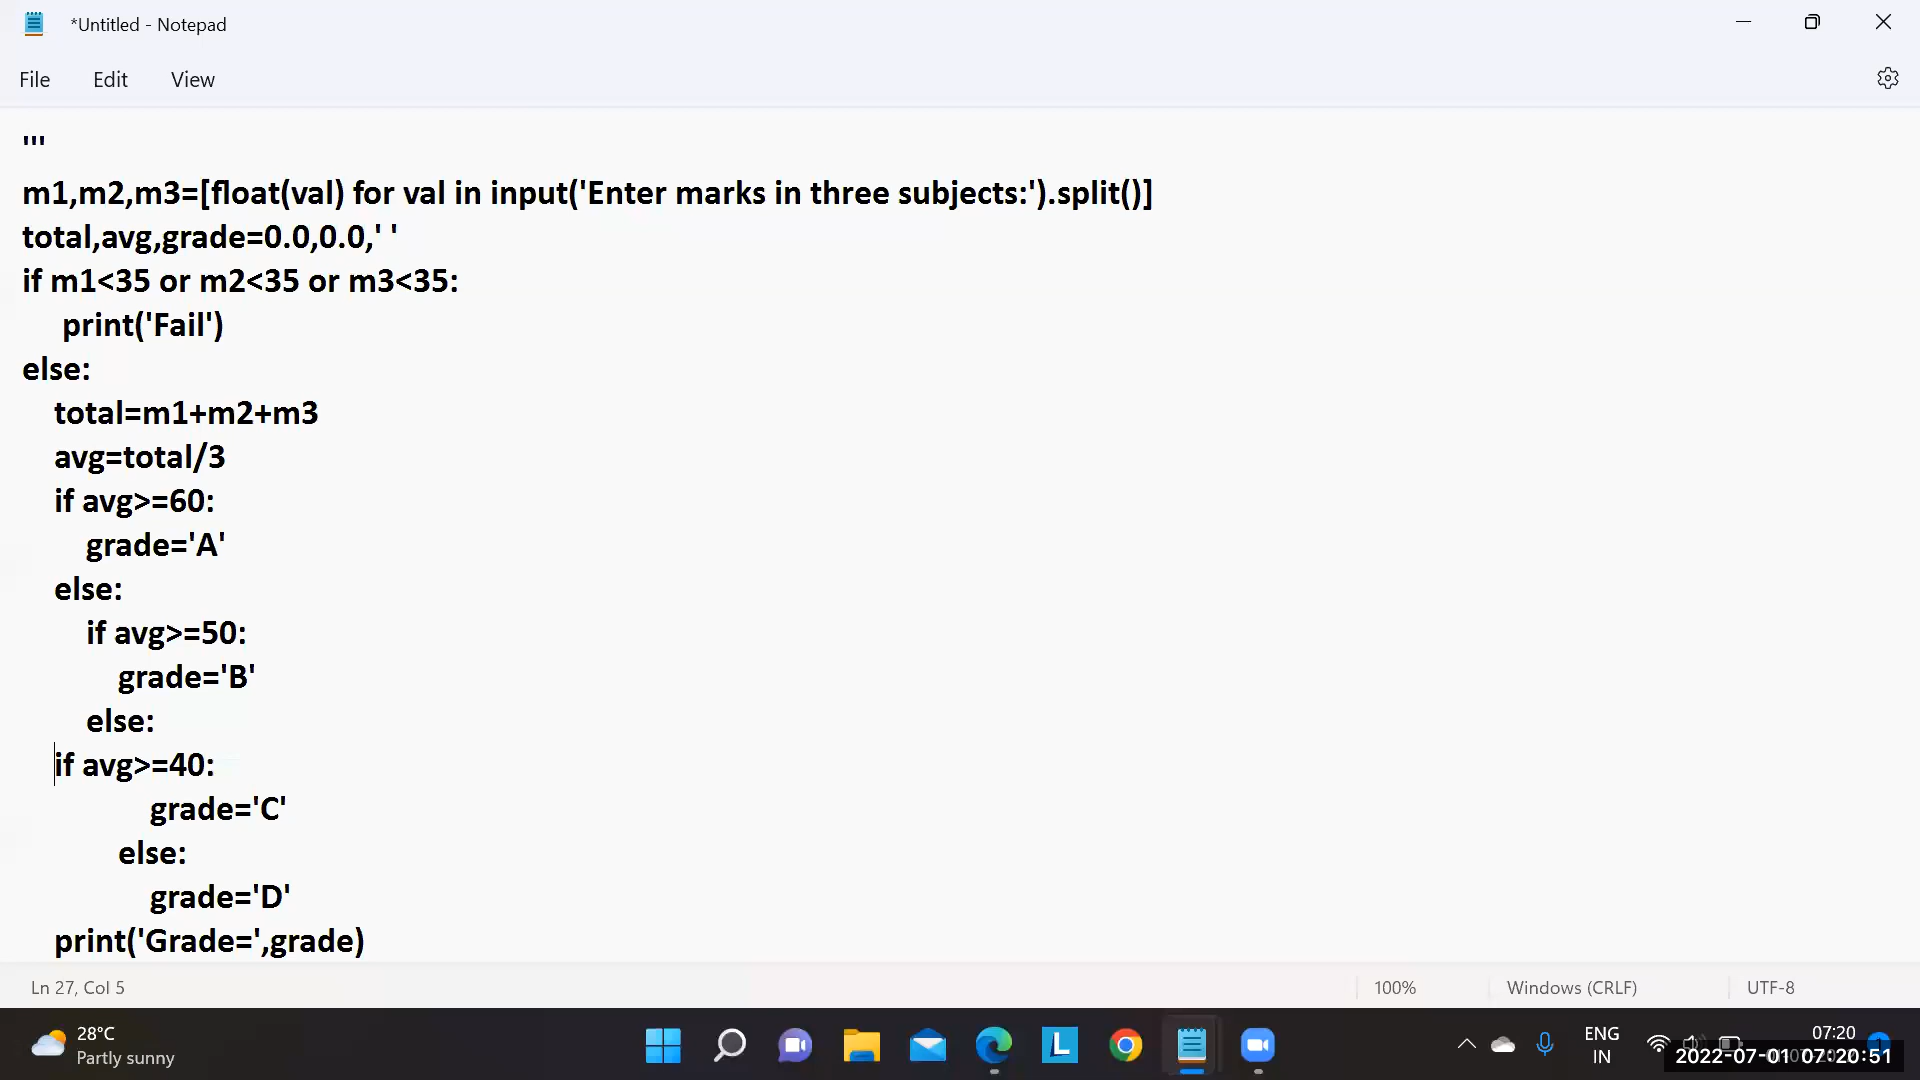 *Untitled - Notepad
File Edit View
'''
m1,m2,m3=[float(val) for val in input('Enter marks in three subjects:').split()]
total,avg,grade=0.0,0.0,' '
if m1<35 or m2<35 or m3<35:
     print('Fail')
else:
    total=m1+m2+m3
    avg=total/3
    if avg>=60:
        grade='A'
    else:
        if avg>=50:
            grade='B'
        else:
    if avg>=40:
                grade='C'
            else:
                grade='D'
    print('Grade=',grade)
Ln 27, Col 5 100% Windows (CRLF) UTF-8
28°C
Partly sunny
L
ENG
IN
07:20
2022-07-01 07:20:51